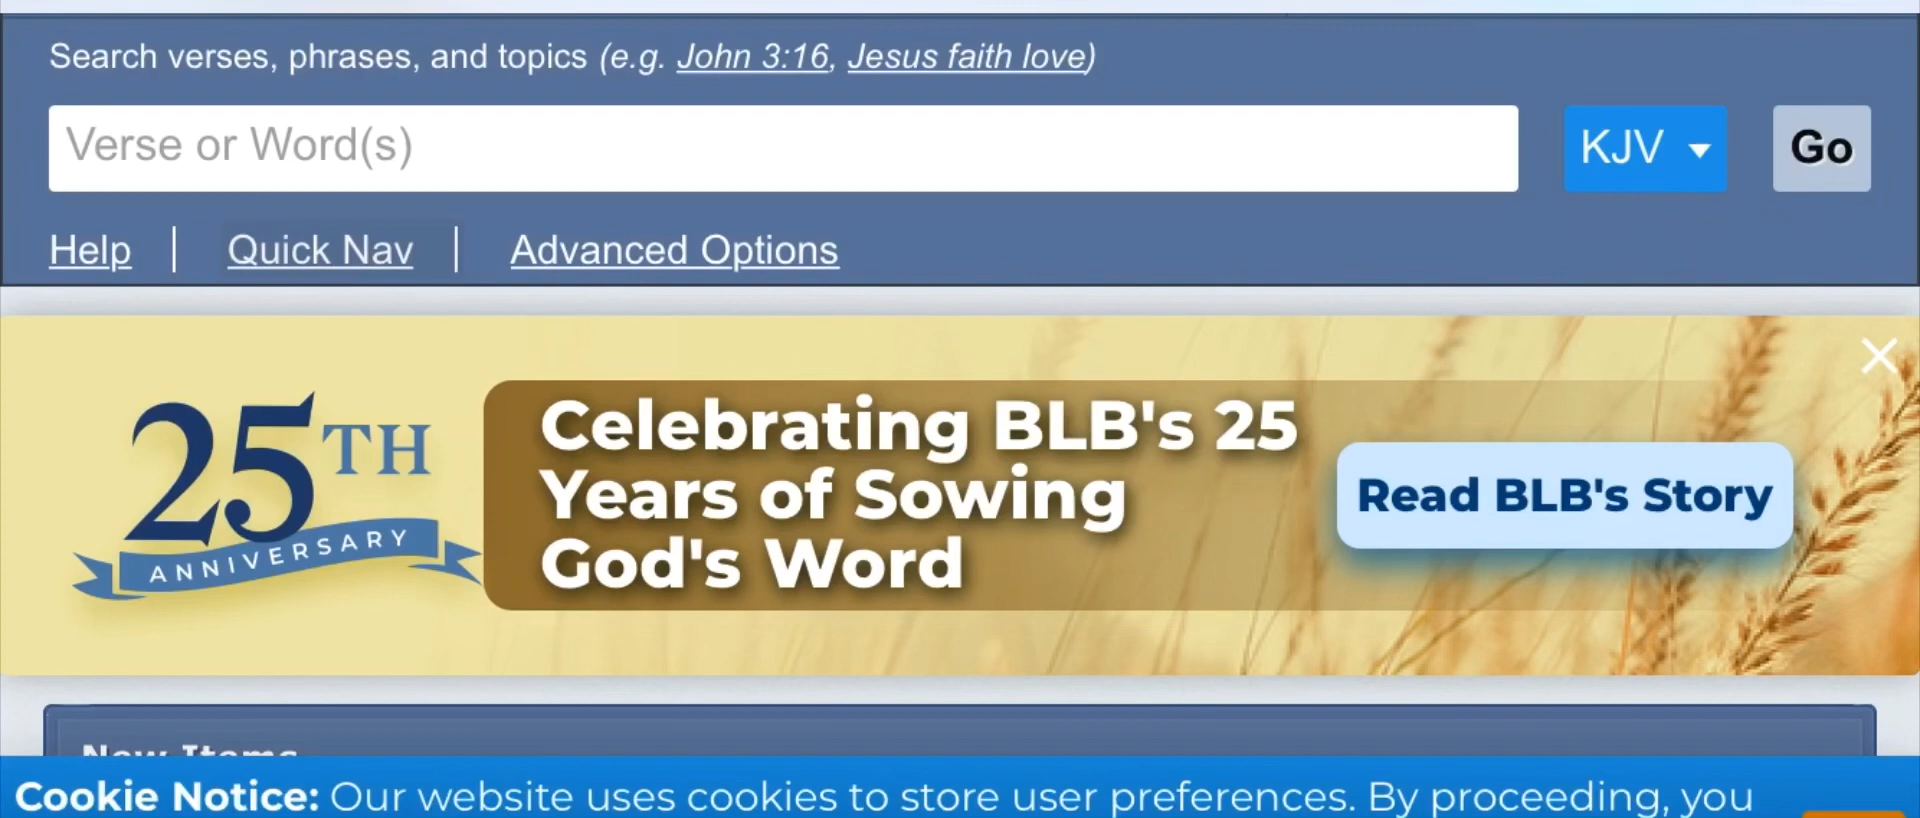 Search verses, phrases, and topics (e.g. John 3:16, Jesus faith love)
Verse or Word(s)
KJV
Go
Help
Quick Nav
Advanced Options
25TH
ANNIVERSARY
Celebrating BLB's 25
Years of Sowing
God's Word
Read BLB's Story
New Items
Cookie Notice: Our website uses cookies to store user preferences. By proceeding, you